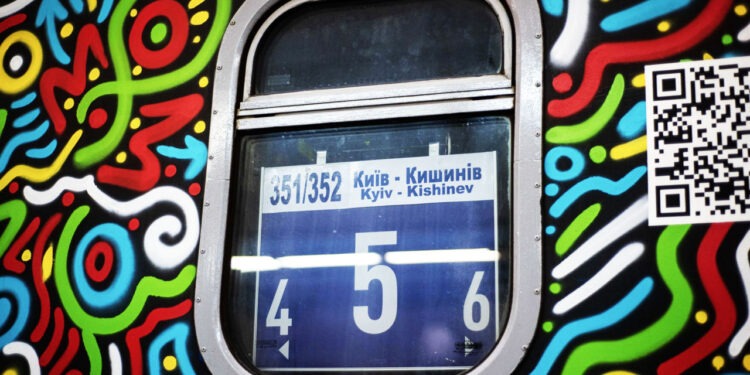 351/352 Київ - Кишинів
Kyiv - Kishinev
5
4 6